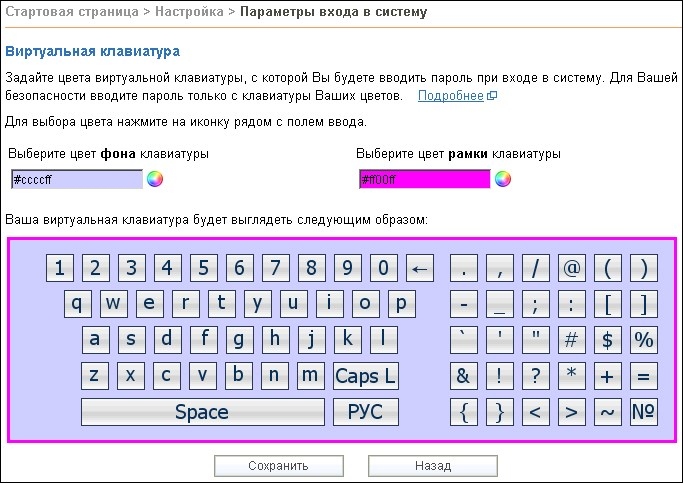 Стартовая страница > Настройка > Параметры входа в систему
Виртуальная клавиатура
Задайте цвета виртуальной клавиатуры, с которой Вы будете вводить пароль при входе в систему. Для Вашей
безопасности вводите пароль только с клавиатуры Ваших цветов. Подробнее
Для выбора цвета нажмите на иконку рядом с полем ввода.
Выберите цвет фона клавиатуры Выберите цвет рамки клавиатуры
#ccccff #ff00ff
Ваша виртуальная клавиатура будет выглядеть следующим образом:
1 2 3 4 5 6 7 8 9 0 ← . , / @ ( )
q w e r t y u i o p - _ ; : [ ]
a s d f g h j k l ` ' " # $ %
z x c v b n m Caps L & ! ? * + =
Space РУС { } < > ~ №
Сохранить Назад